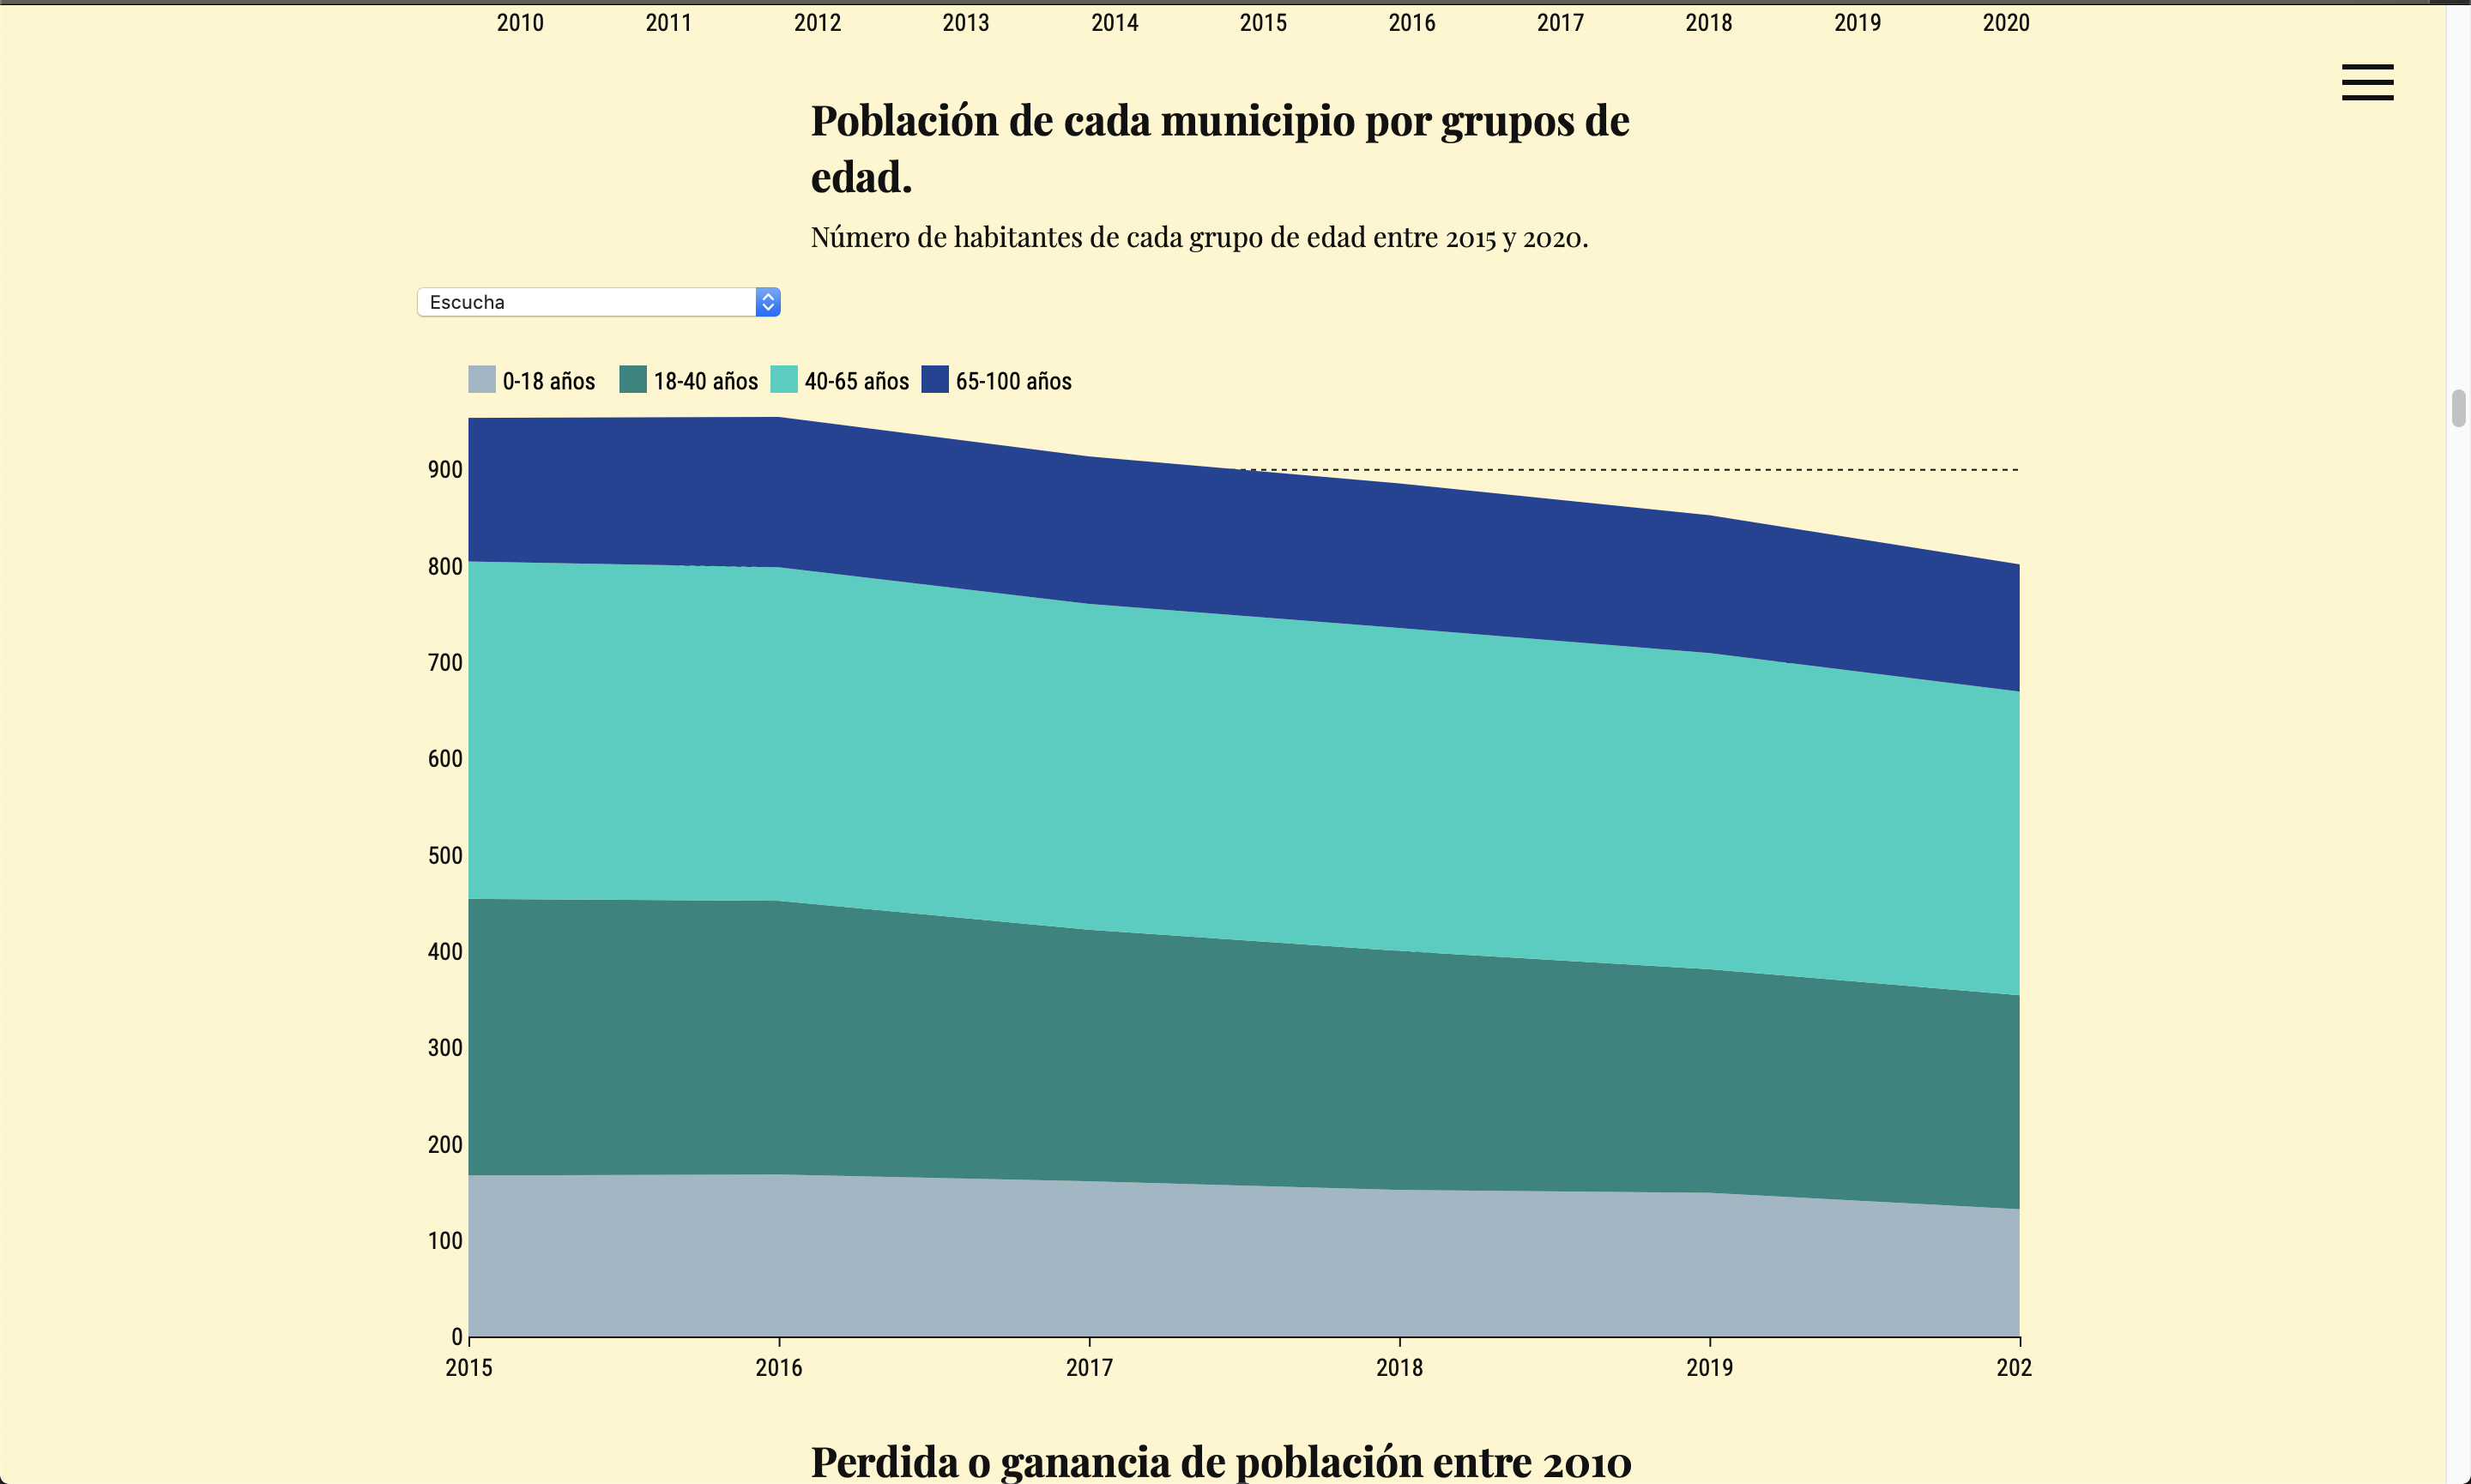 2010 2011 2012 2013 2014 2015 2016 2017 2018 2019 2020
Población de cada municipio por grupos de
edad.
Número de habitantes de cada grupo de edad entre 2015 y 2020.
Escucha
0-18 años 18-40 años 40-65 años 65-100 años
900
800
700
600
500
400
300
200
100
0
2015 2016 2017 2018 2019 202
Perdida o ganancia de población entre 2010